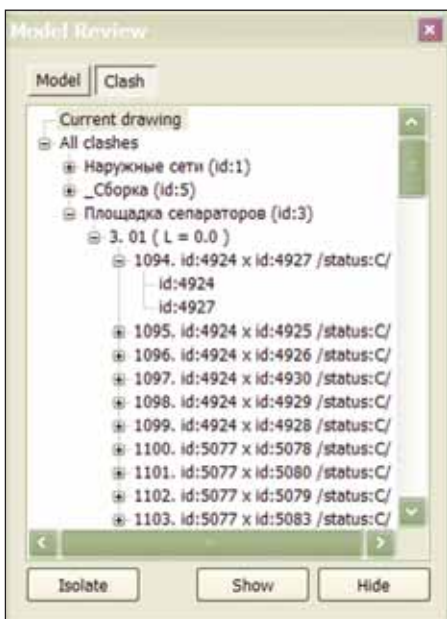 Model Review
Model Clash
Current drawing
All clashes
Наружные сети (id:1)
_Сборка (id:5)
Площадка сепараторов (id:3)
3. 01 ( L = 0.0 )
1094. id:4924 x id:4927 /status:C/
id:4924
id:4927
1095. id:4924 x id:4925 /status:C/
1096. id:4924 x id:4926 /status:C/
1097. id:4924 x id:4930 /status:C/
1098. id:4924 x id:4929 /status:C/
1099. id:4924 x id:4928 /status:C/
1100. id:5077 x id:5078 /status:C/
1101. id:5077 x id:5080 /status:C/
1102. id:5077 x id:5079 /status:C/
1103. id:5077 x id:5083 /status:C/
Isolate Show Hide